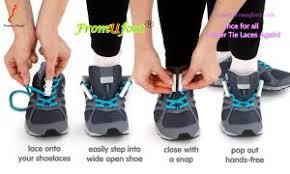 FromUfoot®
for all
Tie Laces Again!
lace onto
your shoelaces
easily step into
wide open shoe
close with
a snap
pop out
hands-free